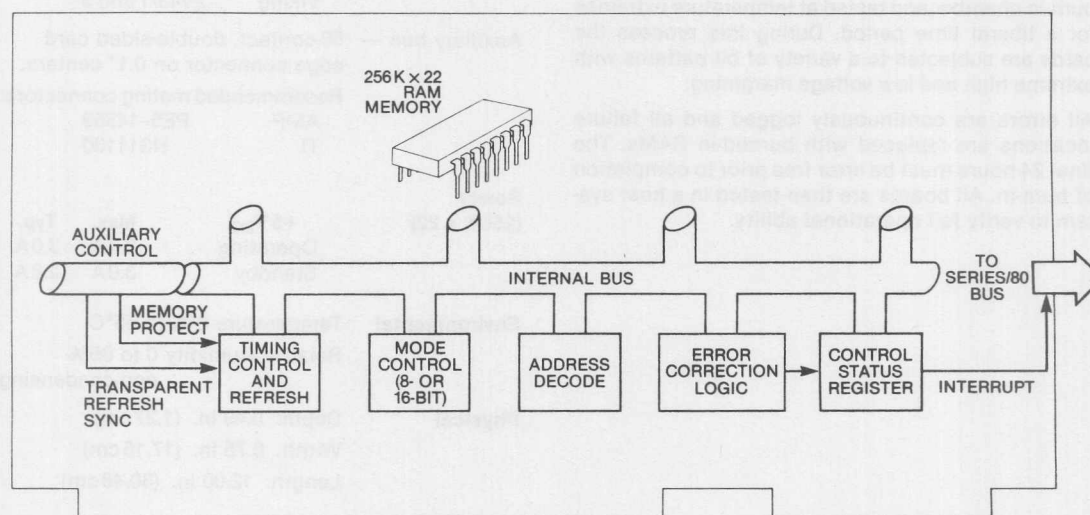 256K × 22
RAM
MEMORY
AUXILIARY
CONTROL
INTERNAL BUS
TO
SERIES/80
BUS
MEMORY
PROTECT
TRANSPARENT
REFRESH
SYNC
TIMING
CONTROL
AND
REFRESH
MODE
CONTROL
(8- OR
16-BIT)
ADDRESS
DECODE
ERROR
CORRECTION
LOGIC
CONTROL
STATUS
REGISTER
INTERRUPT